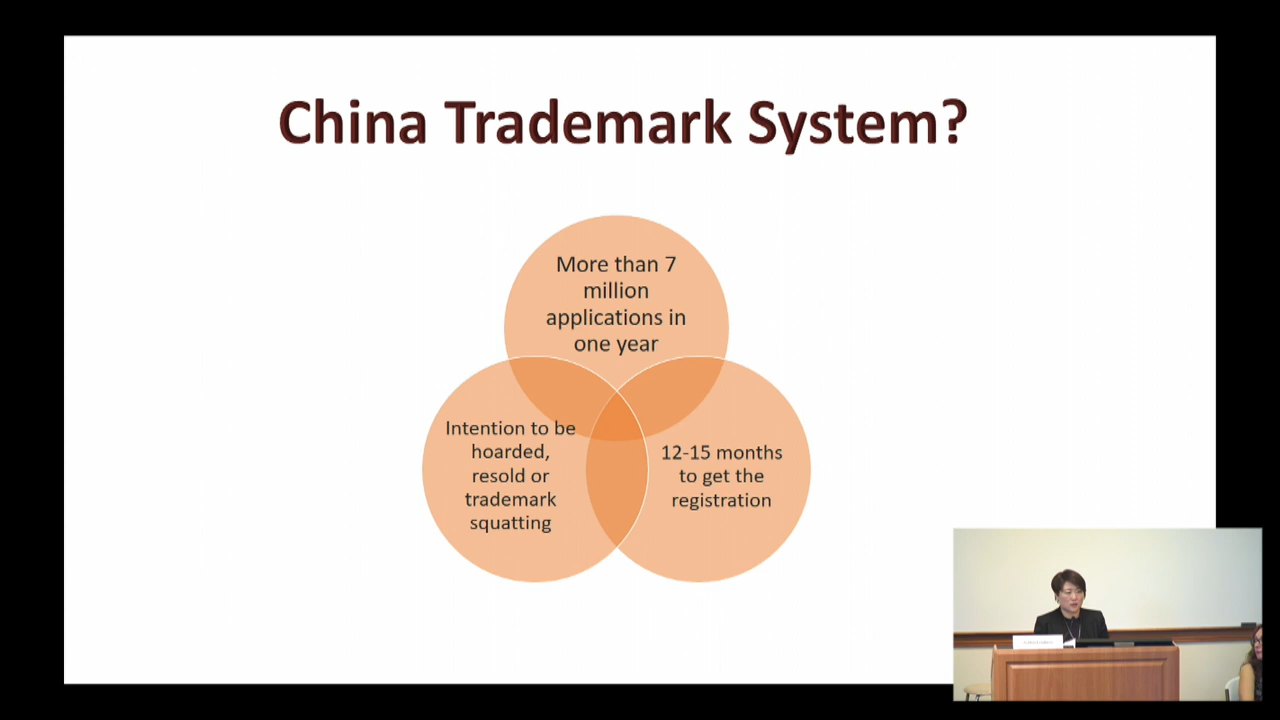 China Trademark System?
More than 7
million
applications in
one year
Intention to be
hoarded,
resold or
trademark
squatting
12-15 months
to get the
registration